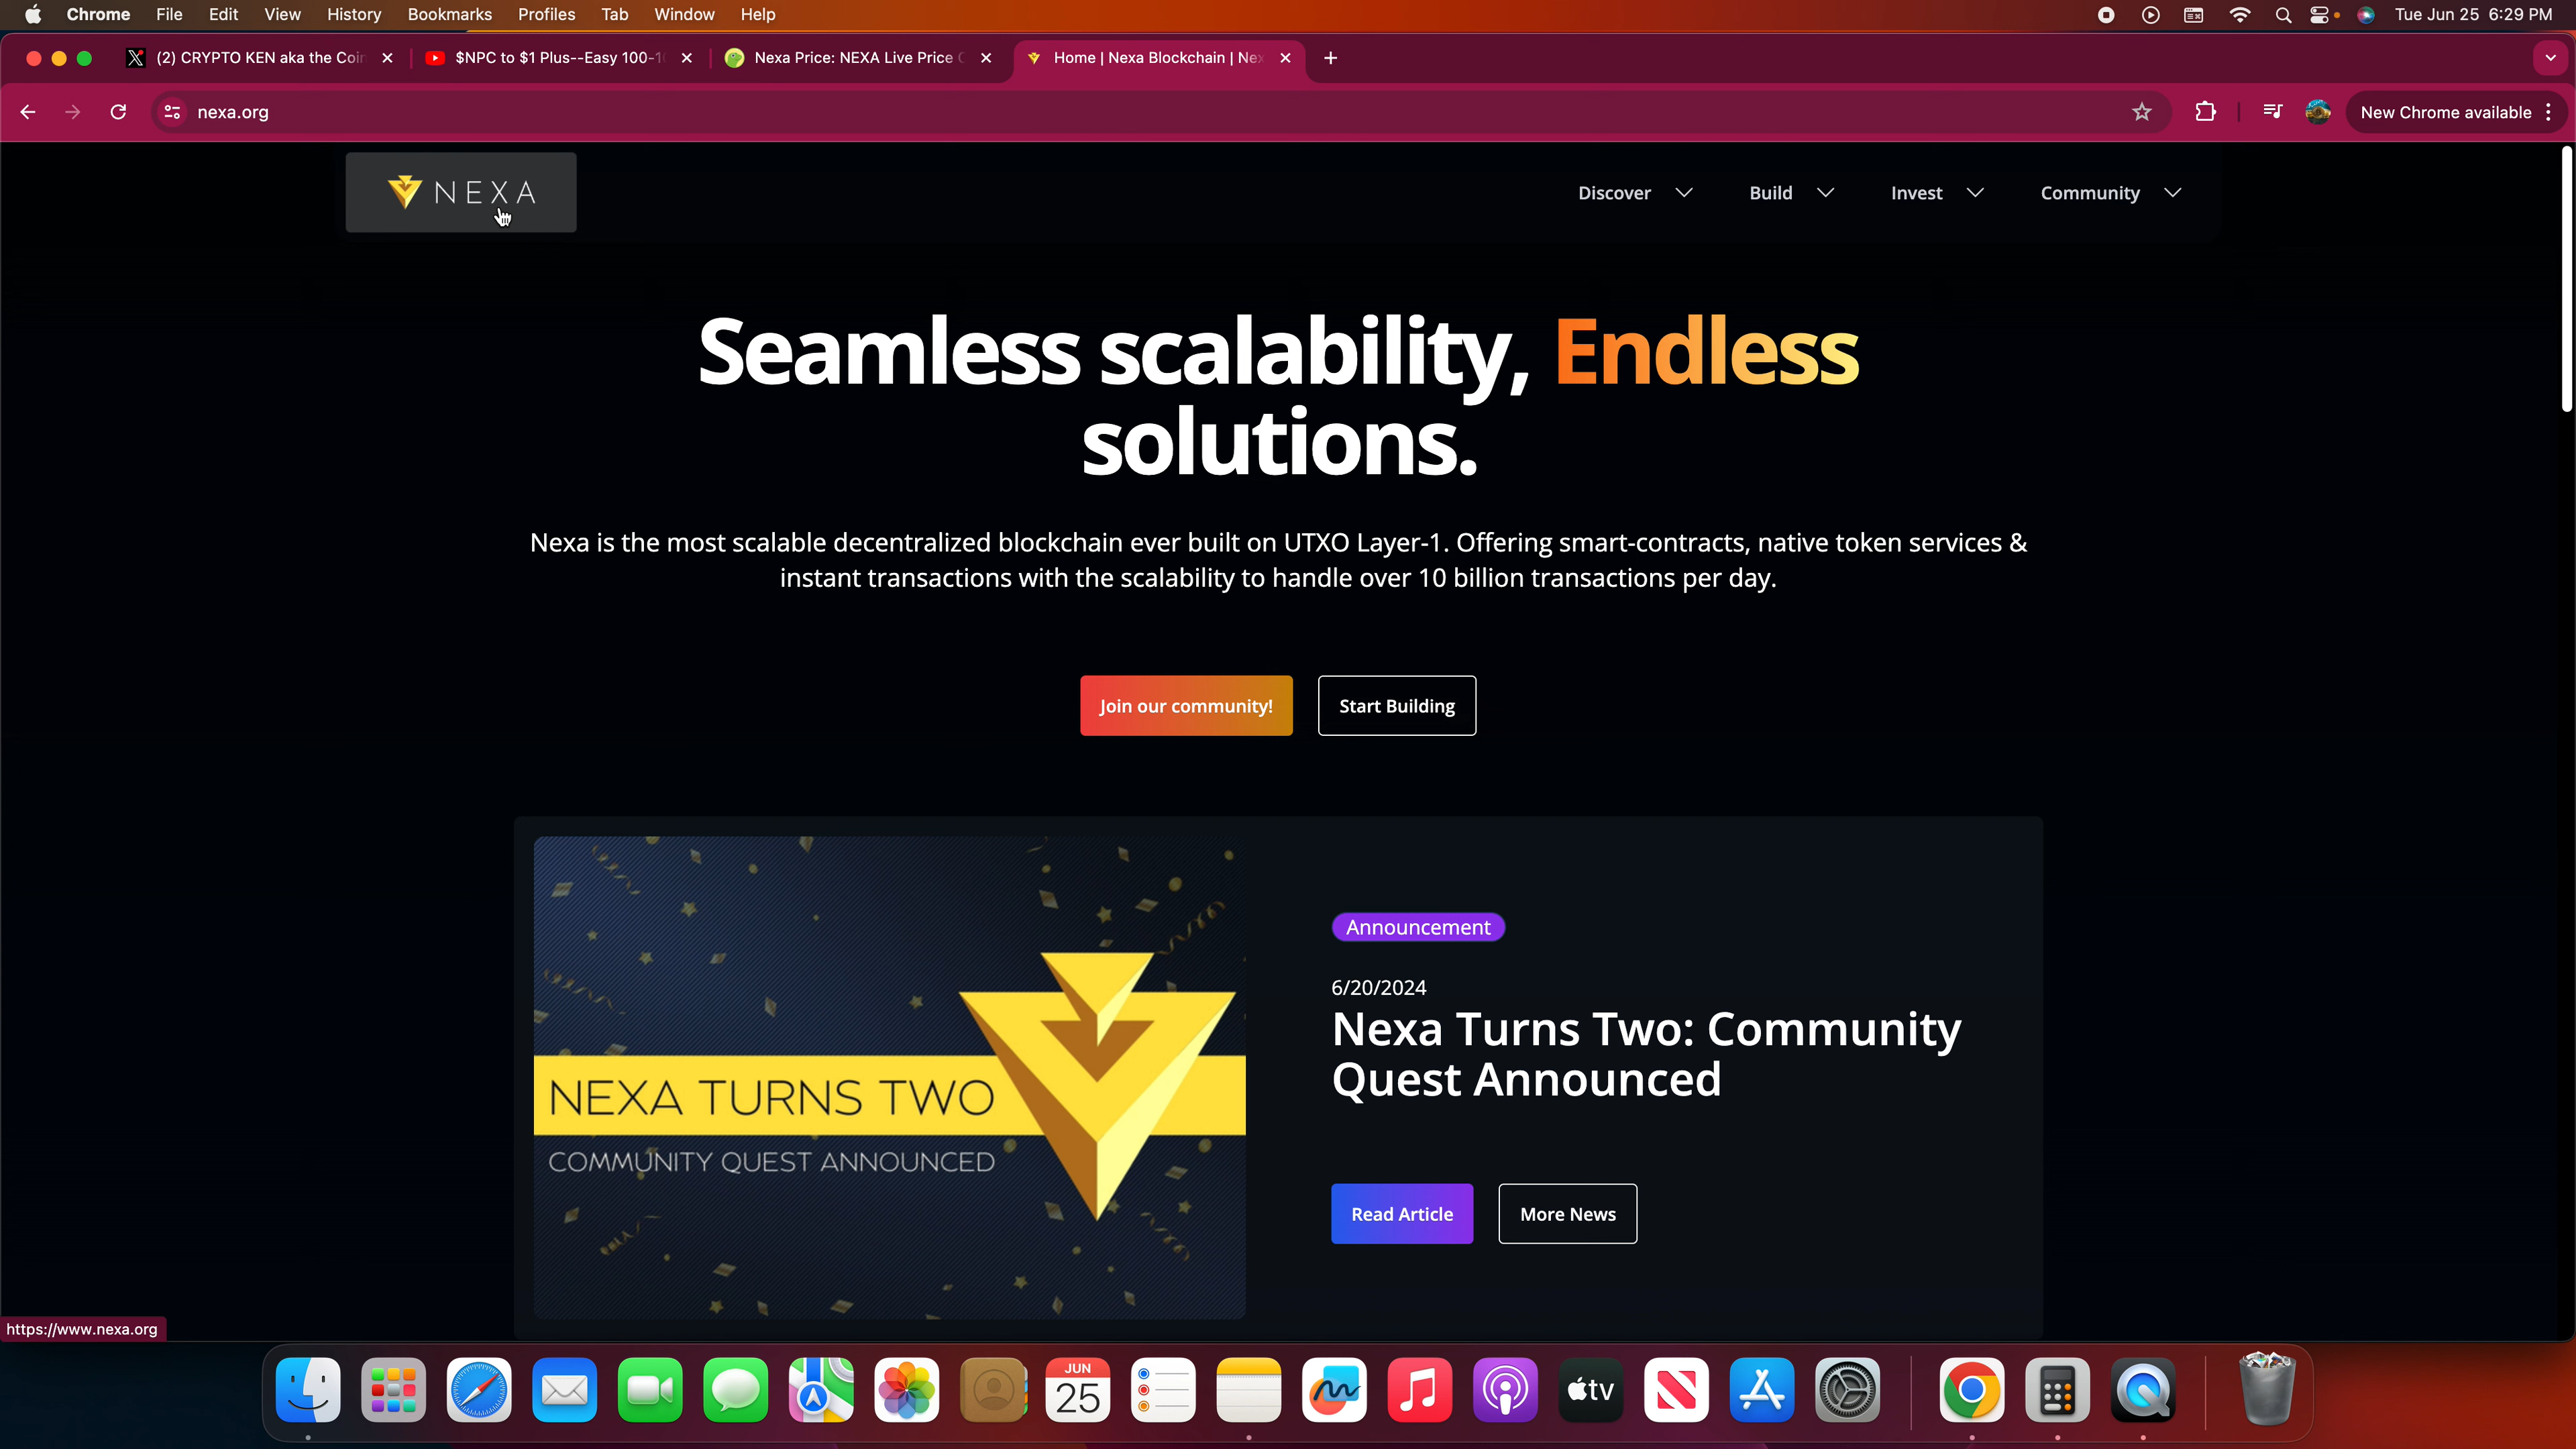 Chrome File Edit View History Bookmarks Profiles Tab Window Help Tue Jun 25 6:29 PM
(2) CRYPTO KEN aka the Coin $NPC to $1 Plus--Easy 100-10 Nexa Price: NEXA Live Price C Home | Nexa Blockchain | Nex
nexa.org New Chrome available
NEXA Discover Build Invest Community
Seamless scalability, Endless
solutions.
Nexa is the most scalable decentralized blockchain ever built on UTXO Layer-1. Offering smart-contracts, native token services &
instant transactions with the scalability to handle over 10 billion transactions per day.
Join our community! Start Building
Announcement
6/20/2024
Nexa Turns Two: Community
Quest Announced
NEXA TURNS TWO
COMMUNITY QUEST ANNOUNCED
Read Article More News
https://www.nexa.org
JUN
25
tv